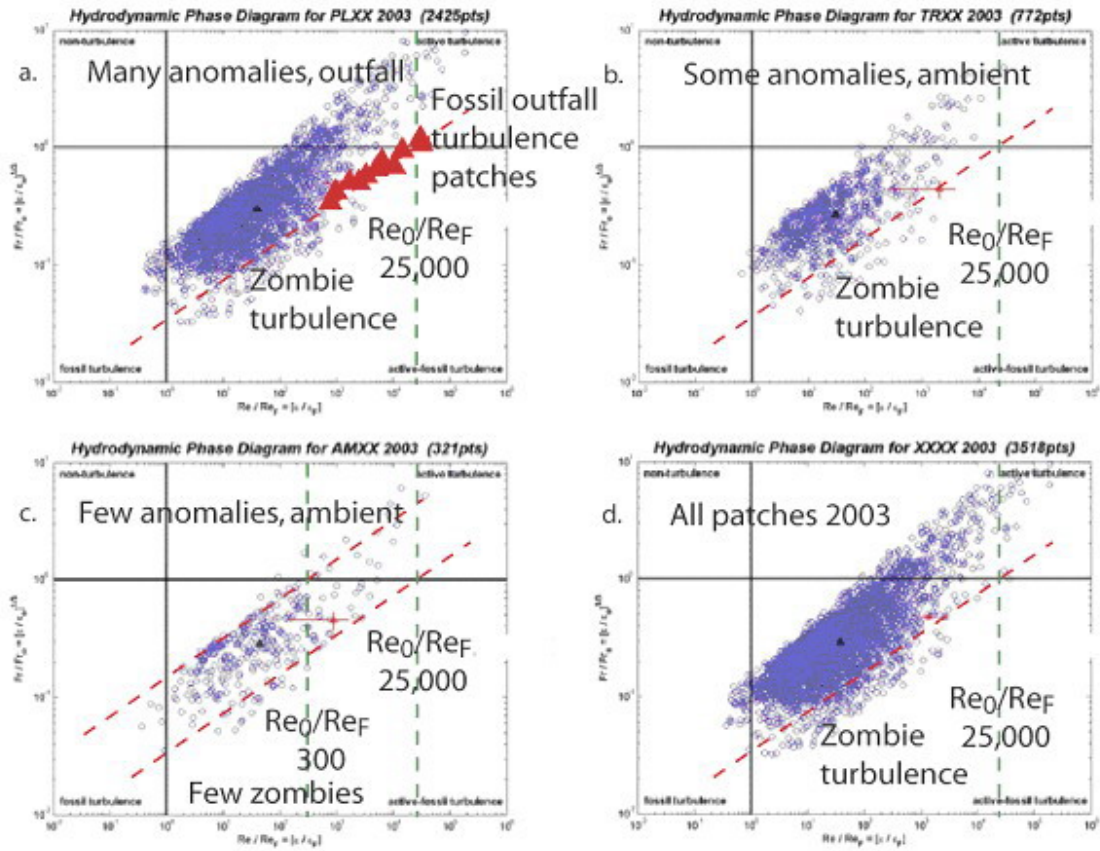 Hydrodynamic Phase Diagram for PLXX 2003 (2425pts)
non-turbulence
active turbulence
a.
Many anomalies, outfall
Fossil outfall
turbulence
patches
Re0/ReF
25,000
Zombie
turbulence
fossil turbulence
active-fossil turbulence
Hydrodynamic Phase Diagram for TRXX 2003 (772pts)
non-turbulence
active turbulence
b.
Some anomalies, ambient
Re0/ReF
25,000
Zombie
turbulence
fossil turbulence
active-fossil turbulence
Hydrodynamic Phase Diagram for AMXX 2003 (321pts)
non-turbulence
active turbulence
c.
Few anomalies, ambient
Re0/ReF
25,000
Re0/ReF
300
Few zombies
fossil turbulence
active-fossil turbulence
Hydrodynamic Phase Diagram for XXXX 2003 (3518pts)
non-turbulence
active turbulence
d.
All patches 2003
Re0/ReF
25,000
Zombie
turbulence
fossil turbulence
active-fossil turbulence